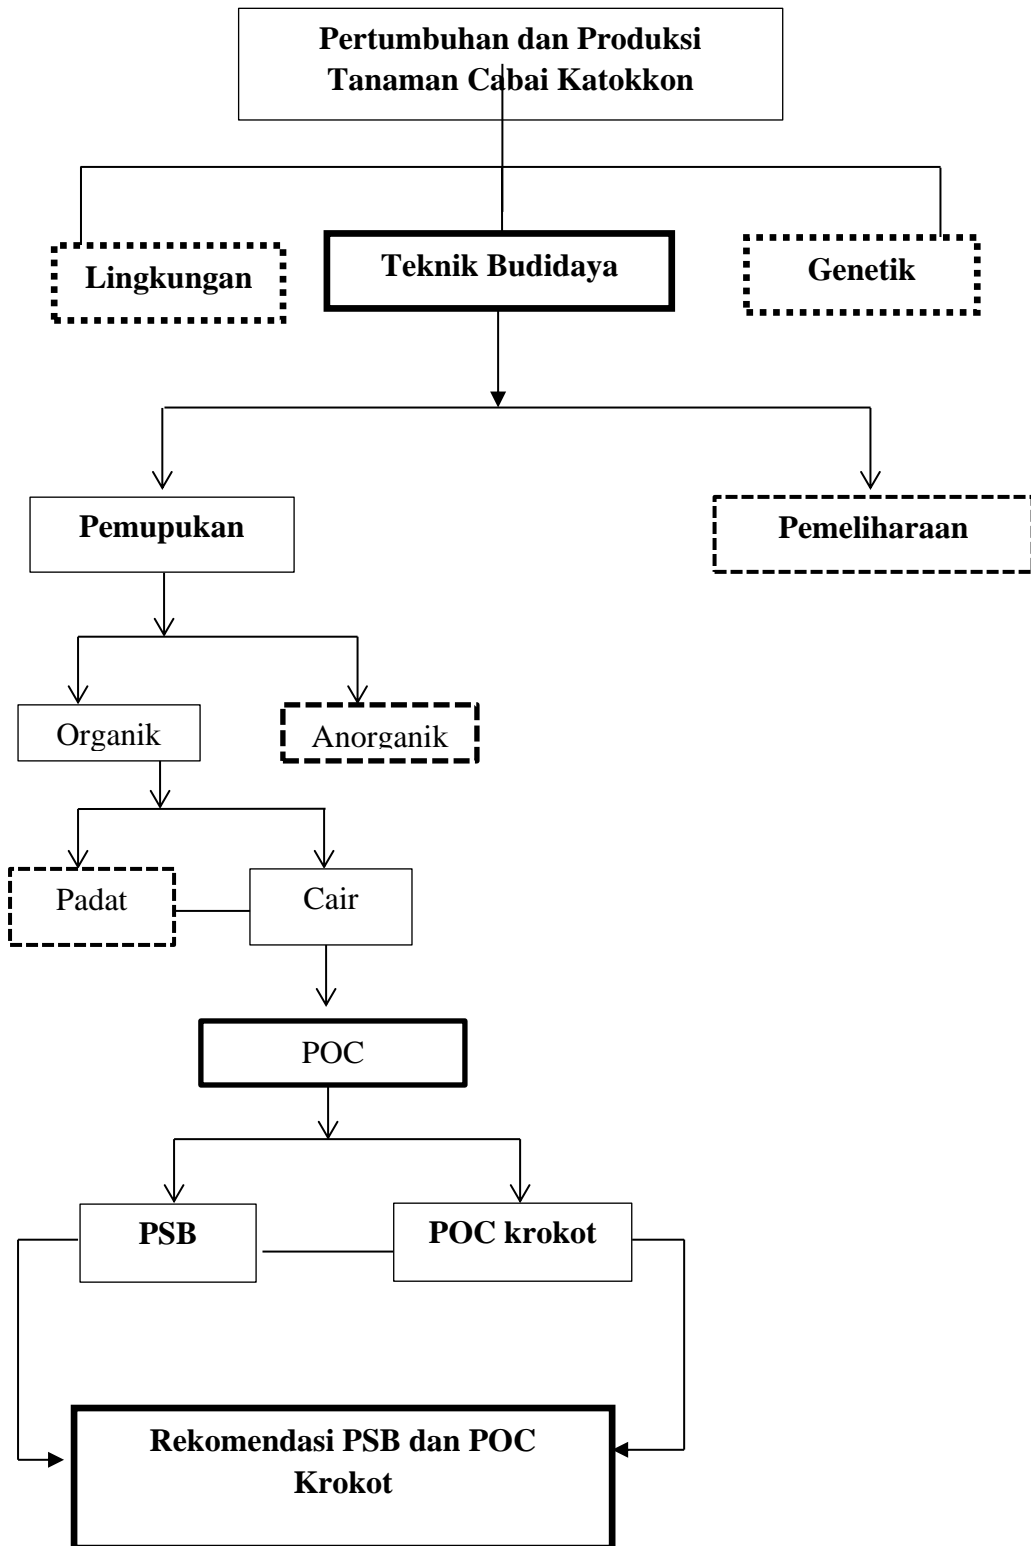 Pertumbuhan dan Produksi
Tanaman Cabai Katokkon
Lingkungan
Teknik Budidaya
Genetik
Pemupukan
Pemeliharaan
Organik
Anorganik
Padat
Cair
POC
PSB
POC krokot
Rekomendasi PSB dan POC
Krokot